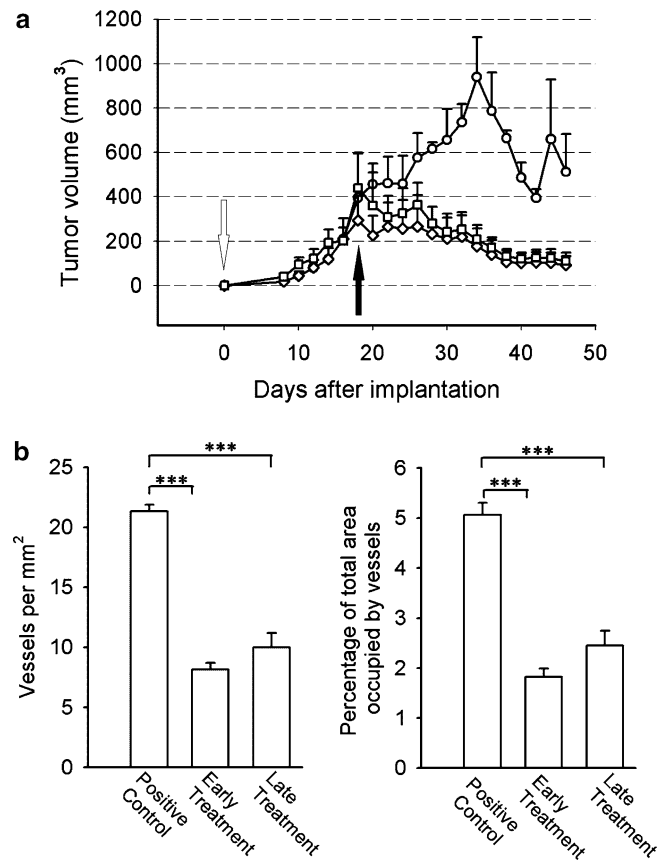 a
Tumor volume (mm³)
1200
1000
800
600
400
200
0
0 10 20 30 40 50
Days after implantation
b
Vessels per mm²
25
20
15
10
5
0
***
***
Positive Control
Early Treatment
Late Treatment
Percentage of total area
occupied by vessels
6
5
4
3
2
1
0
***
***
Positive Control
Early Treatment
Late Treatment